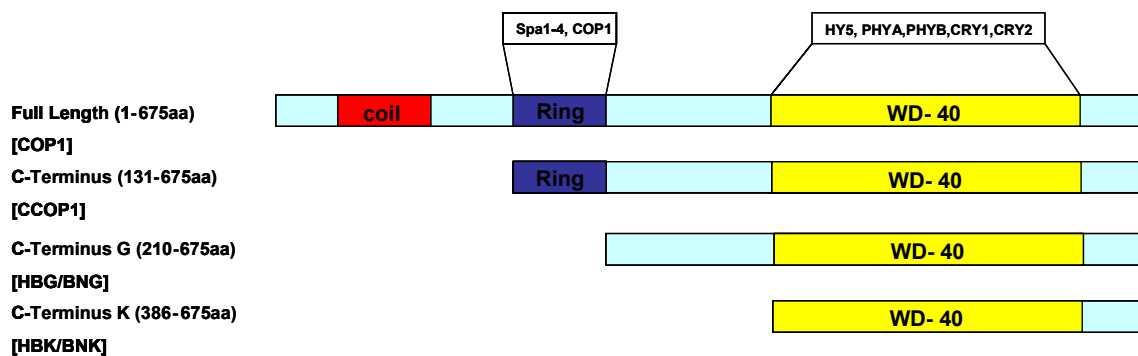 Spa1-4, COP1
HY5, PHYA,PHYB,CRY1,CRY2
Full Length (1-675aa)
coil
Ring
WD- 40
[COP1]
C-Terminus (131-675aa)
Ring
WD- 40
[CCOP1]
C-Terminus G (210-675aa)
WD- 40
[HBG/BNG]
C-Terminus K (386-675aa)
WD- 40
[HBK/BNK]